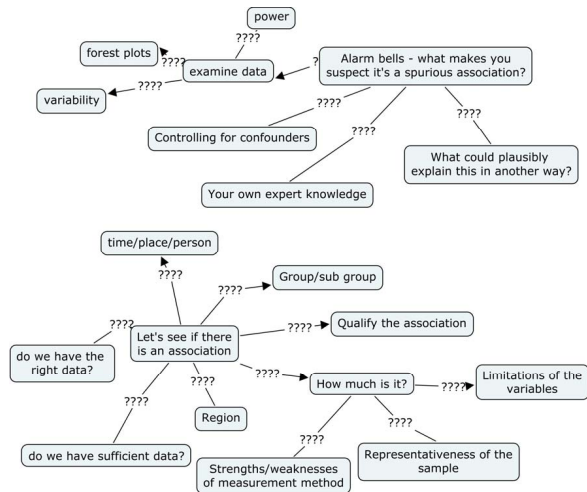 power
????
forest plots
????
examine data
?
Alarm bells - what makes you
suspect it's a spurious association?
????
variability
????
????
????
Controlling for confounders
What could plausibly
explain this in another way?
Your own expert knowledge
time/place/person
????
Group/sub group
????
????
Let's see if there
is an association
????
Qualify the association
do we have the
right data?
????
????
How much is it?
????
Limitations of the
variables
????
Region
????
????
do we have sufficient data?
Strengths/weaknesses
of measurement method
Representativeness of the
sample